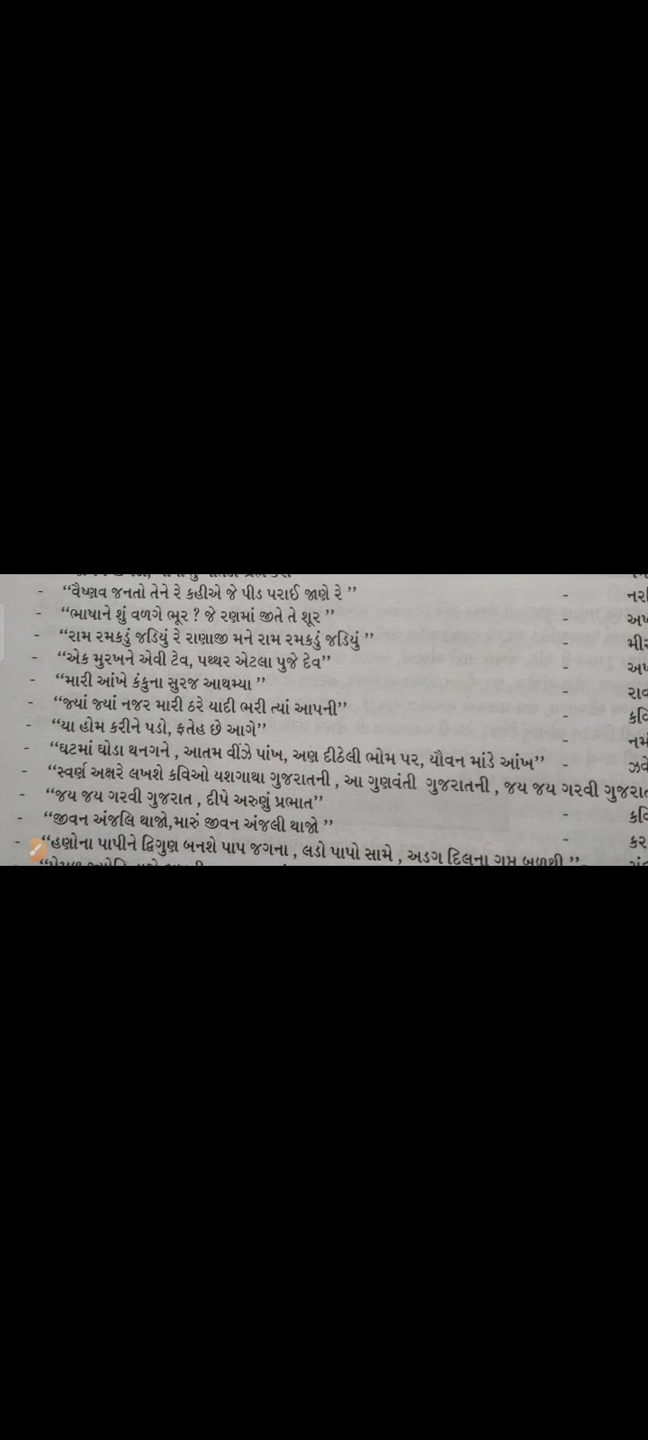 - “વૈષ્ણવ જનતો તેને રે કહીએ જે પીડ પરાઈ જાણે રે ” -
- “ભાષાને શું વળગે ભૂર ? જે રણમાં જીતે તે શૂર ” -
- “રામ રમકડું જડિયું રે રાણાજી મને રામ રમકડું જડિયું ” -
- “એક મુરખને એવી ટેવ, પથ્થર એટલા પુજે દેવ” -
- “મારી આંખે કંકુના સુરજ આથમ્યા ” -
- “જ્યાં જ્યાં નજર મારી ઠરે યાદી ભરી ત્યાં આપની” -
- “યા હોમ કરીને પડો, ફતેહ છે આગે” -
- “ઘટમાં ઘોડા થનગને , આતમ વીંઝે પાંખ, અણ દીઠેલી ભોમ પર, યૌવન માંડે આંખ” -
- “સ્વર્ણ અક્ષરે લખશે કવિઓ યશગાથા ગુજરાતની , આ ગુણવંતી ગુજરાતની , જય જય ગરવી
- “જય જય ગરવી ગુજરાત , દીપે અરુણું પ્રભાત” -
- “જીવન અંજલિ થાજો,મારું જીવન અંજલી થાજો ” -
- “હણોના પાપીને દ્વિગુણ બનશે પાપ જગના , લડો પાપો સામે , અડગ દિલના ગુપ્ત બળથી ” -